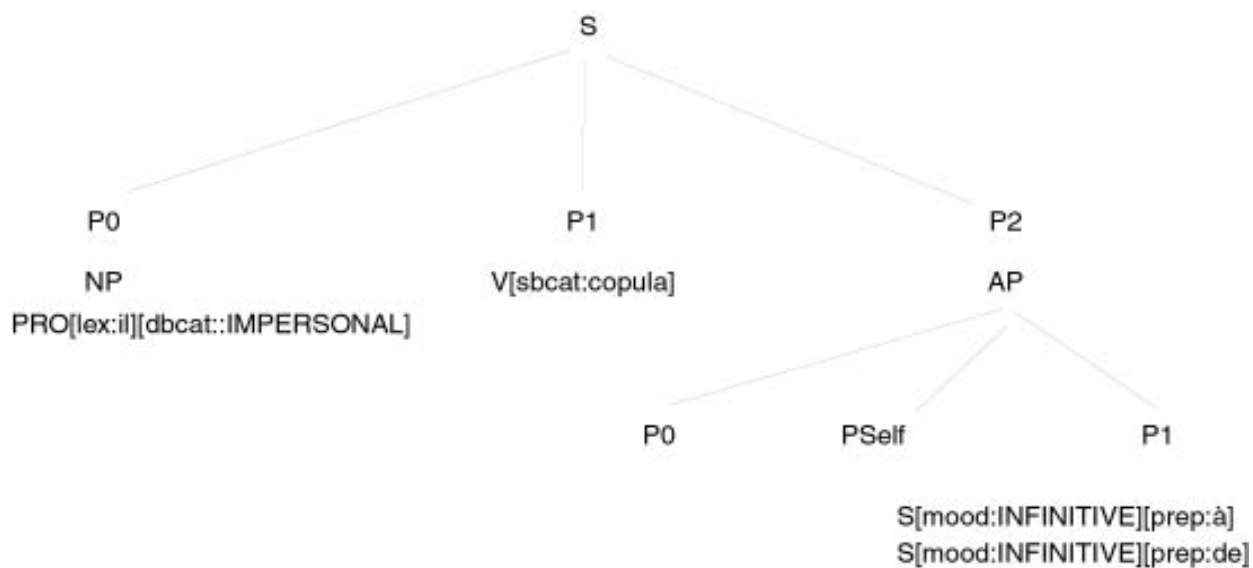 S
P0 P1 P2
NP V[sbcat:copula] AP
PRO[lex:il][dbcat::IMPERSONAL]
P0 PSelf P1
S[mood:INFINITIVE][prep:à]
S[mood:INFINITIVE][prep:de]